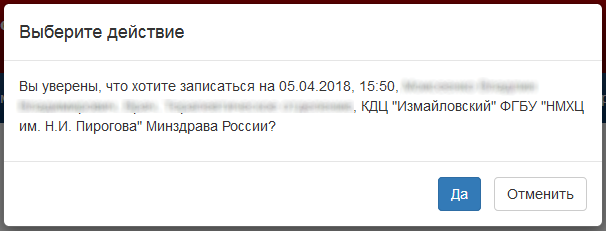 Выберите действие
Вы уверены, что хотите записаться на 05.04.2018, 15:50,
, КДЦ "Измайловский" ФГБУ "НМХЦ
им. Н.И. Пирогова" Минздрава России?
Да Отменить